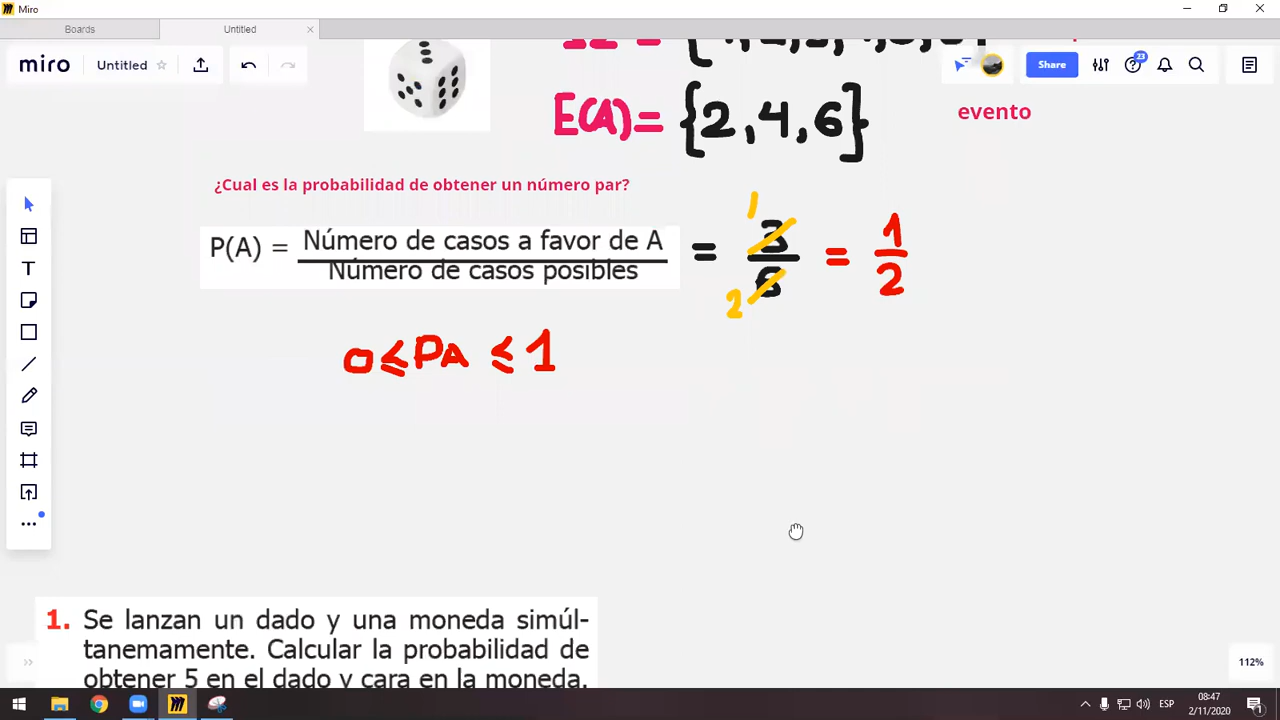 Miro
Boards
Untitled
miro
Untitled
23
Share
E(A)= {2,4,6}
evento
¿Cual es la probabilidad de obtener un número par?
P(A) = Número de casos a favor de A
Número de casos posibles
= 3/6 = 1/2
1
2
0≤PA≤1
1. Se lanzan un dado y una moneda simúl-
tanemamente. Calcular la probabilidad de
obtener 5 en el dado y cara en la moneda.
112%
ESP
08:47
2/11/2020
1